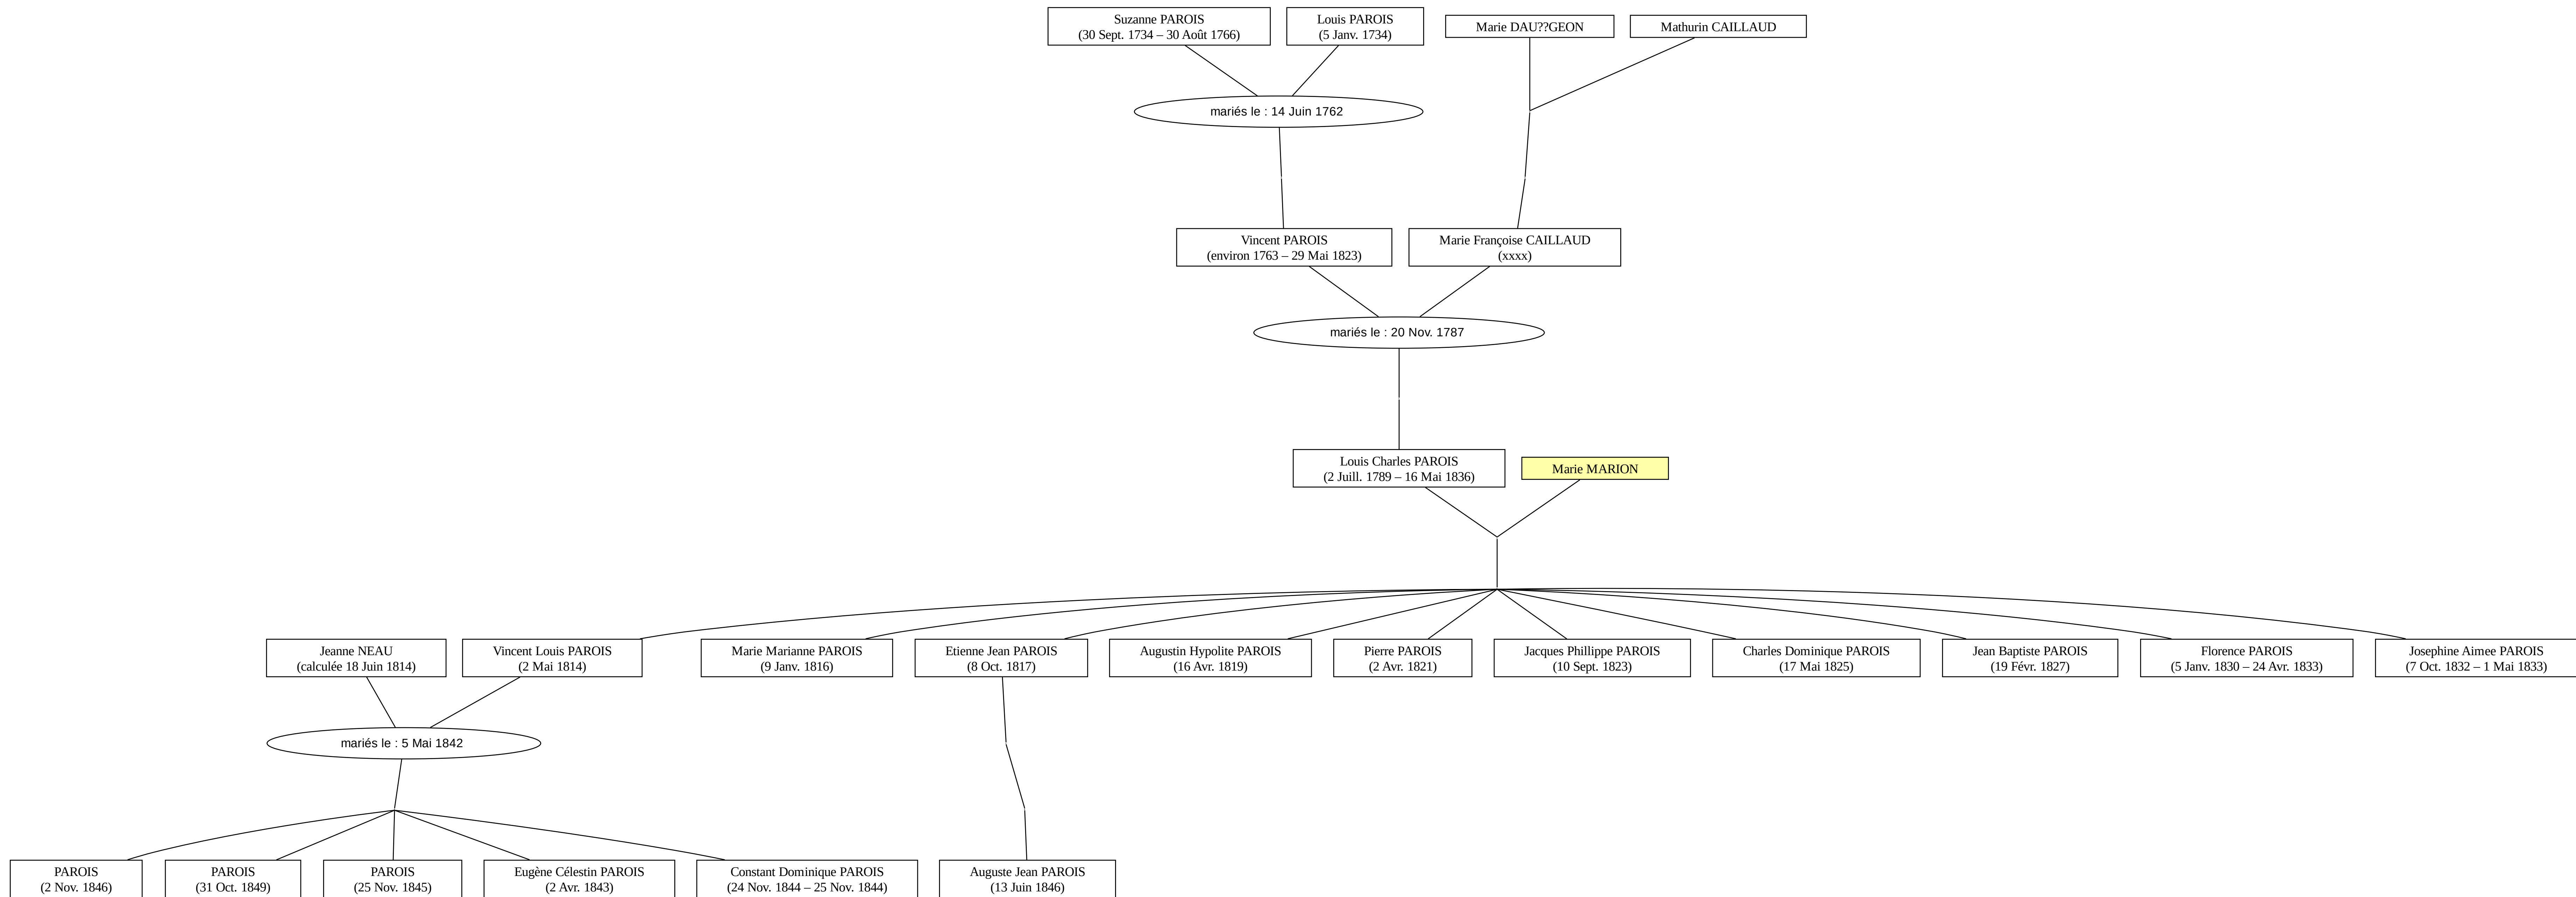 Suzanne PAROIS
(30 Sept. 1734 – 30 Août 1766)
Louis PAROIS
(5 Janv. 1734)
Marie DAU??GEON
Mathurin CAILLAUD
mariés le : 14 Juin 1762
Vincent PAROIS
(environ 1763 – 29 Mai 1823)
Marie Françoise CAILLAUD
(xxxx)
mariés le : 20 Nov. 1787
Louis Charles PAROIS
(2 Juill. 1789 – 16 Mai 1836)
Marie MARION
Jeanne NEAU
(calculée 18 Juin 1814)
Vincent Louis PAROIS
(2 Mai 1814)
Marie Marianne PAROIS
(9 Janv. 1816)
Etienne Jean PAROIS
(8 Oct. 1817)
Augustin Hypolite PAROIS
(16 Avr. 1819)
Pierre PAROIS
(2 Avr. 1821)
Jacques Phillippe PAROIS
(10 Sept. 1823)
Charles Dominique PAROIS
(17 Mai 1825)
Jean Baptiste PAROIS
(19 Févr. 1827)
Florence PAROIS
(5 Janv. 1830 – 24 Avr. 1833)
Josephine Aimee PAROIS
(7 Oct. 1832 – 1 Mai 1833)
mariés le : 5 Mai 1842
PAROIS
(2 Nov. 1846)
PAROIS
(31 Oct. 1849)
PAROIS
(25 Nov. 1845)
Eugène Célestin PAROIS
(2 Avr. 1843)
Constant Dominique PAROIS
(24 Nov. 1844 – 25 Nov. 1844)
Auguste Jean PAROIS
(13 Juin 1846)